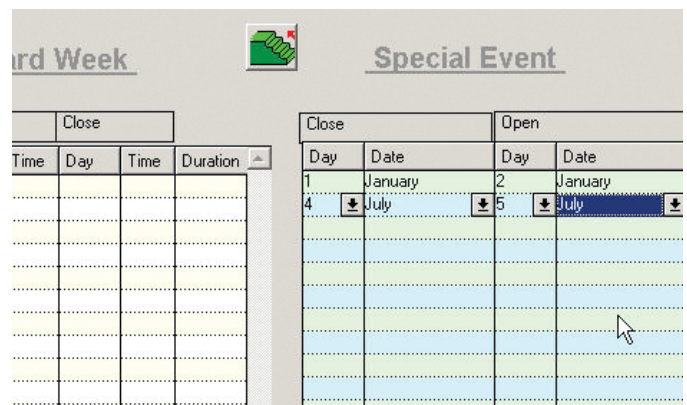 ard Week
Special Event
Close
Close Open
Time Day Time Duration
Day Date Day Date
1 January 2 January
4 July 5 July